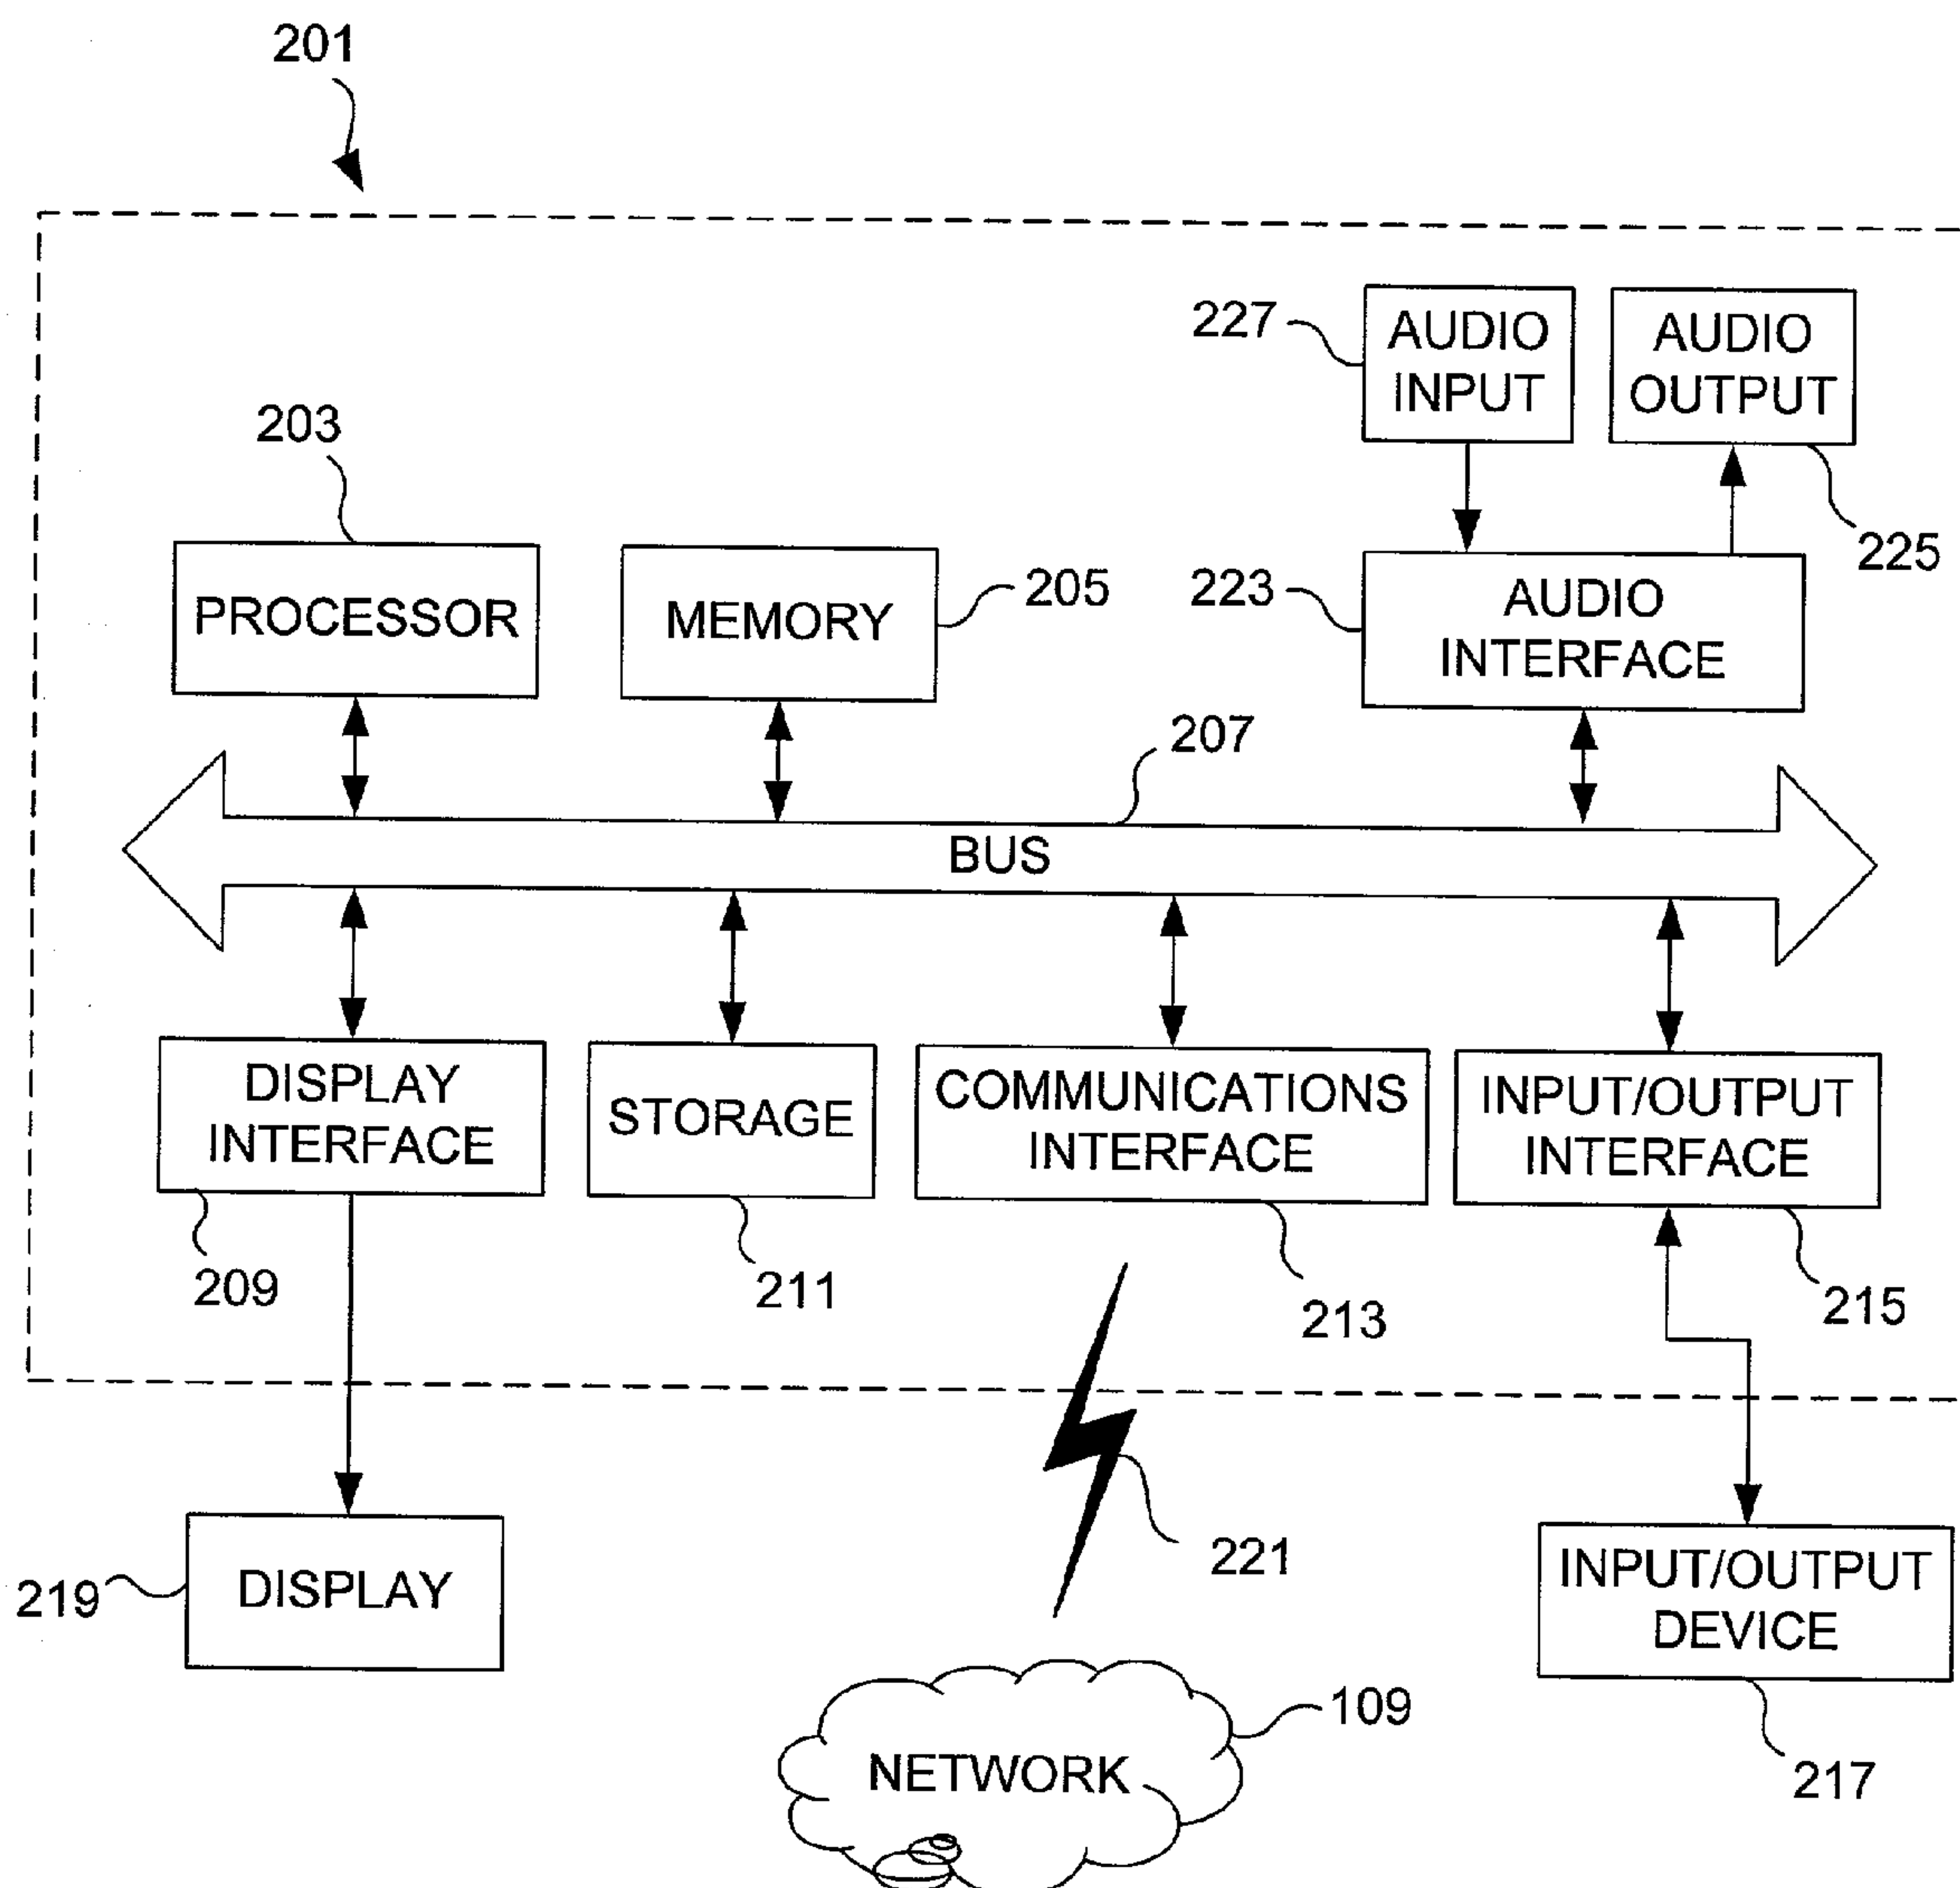 201
227
AUDIO
INPUT
AUDIO
OUTPUT
225
203
PROCESSOR
MEMORY
205
223
AUDIO
INTERFACE
207
BUS
DISPLAY
INTERFACE
209
STORAGE
211
COMMUNICATIONS
INTERFACE
213
INPUT/OUTPUT
INTERFACE
215
221
219
DISPLAY
INPUT/OUTPUT
DEVICE
217
NETWORK
109